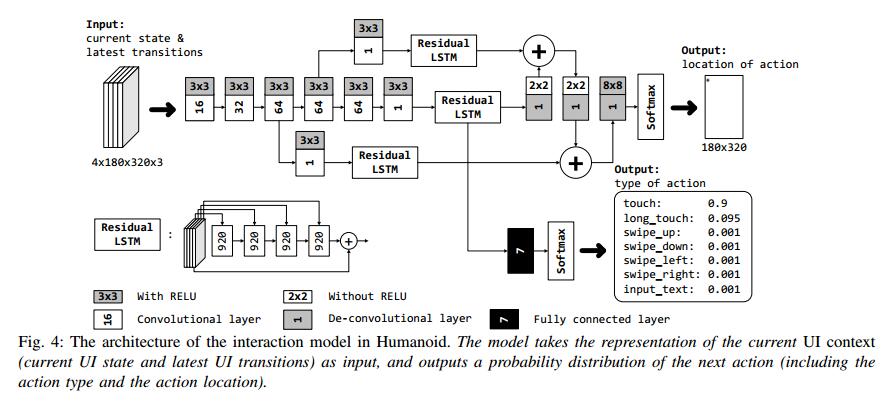 Input:
current state &
latest transitions
4x180x320x3
3x3
16
3x3
32
3x3
64
3x3
64
3x3
64
3x3
1
3x3
1
Residual
LSTM
Residual
LSTM
3x3
1
Residual
LSTM
+
2x2
1
2x2
1
8x8
1
+
Softmax
Output:
location of action
180x320
Output:
type of action
touch: 0.9
long_touch: 0.095
swipe_up: 0.001
swipe_down: 0.001
swipe_left: 0.001
swipe_right: 0.001
input_text: 0.001
7
Softmax
Residual
LSTM
:
920
920
920
920
+
3x3 With RELU
2x2 Without RELU
16 Convolutional layer
1 De-convolutional layer
7 Fully connected layer
Fig. 4: The architecture of the interaction model in Humanoid. The model takes the representation of the current UI context
(current UI state and latest UI transitions) as input, and outputs a probability distribution of the next action (including the
action type and the action location).